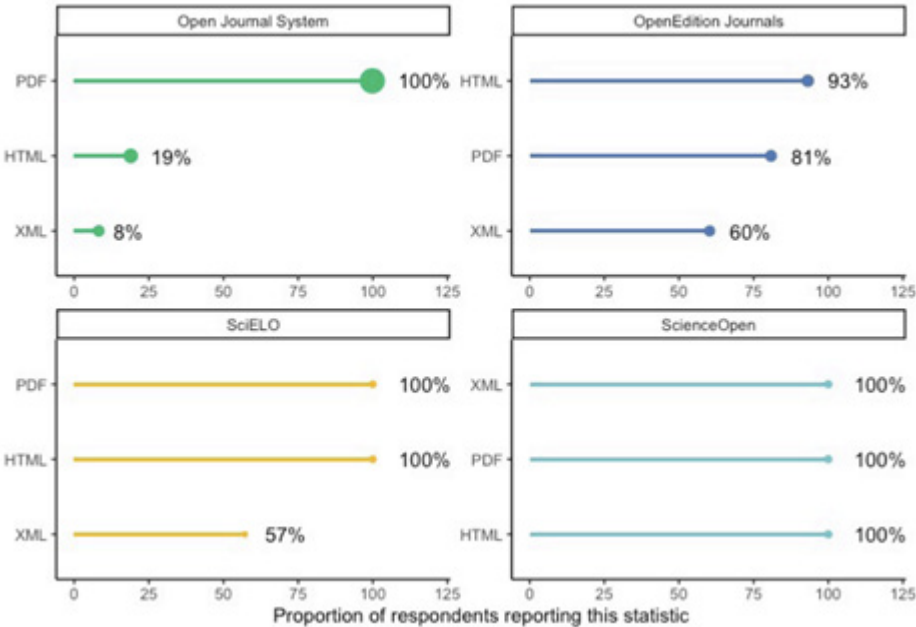 Open Journal System
PDF 100%
HTML 19%
XML 8%
0 25 50 75 100 125
OpenEdition Journals
HTML 93%
PDF 81%
XML 60%
0 25 50 75 100 125
SciELO
PDF 100%
HTML 100%
XML 57%
0 25 50 75 100 125
ScienceOpen
XML 100%
PDF 100%
HTML 100%
0 25 50 75 100 125
Proportion of respondents reporting this statistic